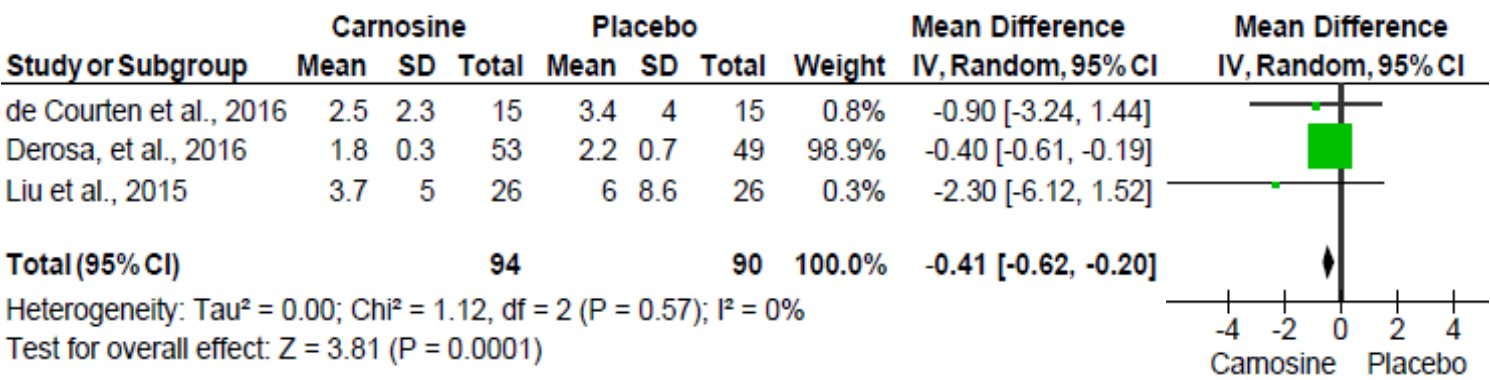 Carnosine Placebo Mean Difference Mean Difference
Study or Subgroup Mean SD Total Mean SD Total Weight IV, Random, 95% CI IV, Random, 95% CI
de Courten et al., 2016 2.5 2.3 15 3.4 4 15 0.8% -0.90 [-3.24, 1.44]
Derosa, et al., 2016 1.8 0.3 53 2.2 0.7 49 98.9% -0.40 [-0.61, -0.19]
Liu et al., 2015 3.7 5 26 6 8.6 26 0.3% -2.30 [-6.12, 1.52]
Total (95% CI) 94 90 100.0% -0.41 [-0.62, -0.20]
Heterogeneity: Tau² = 0.00; Chi² = 1.12, df = 2 (P = 0.57); I² = 0%
Test for overall effect: Z = 3.81 (P = 0.0001)
-4 -2 0 2 4
Carnosine Placebo